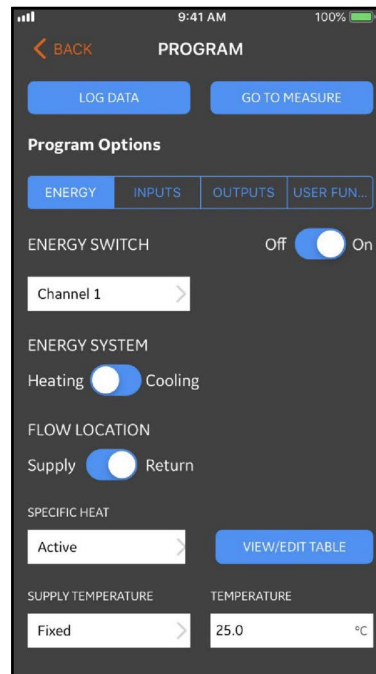 9:41 AM 100%
BACK PROGRAM
LOG DATA GO TO MEASURE
Program Options
ENERGY INPUTS OUTPUTS USER FUN...
ENERGY SWITCH Off On
Channel 1
ENERGY SYSTEM
Heating Cooling
FLOW LOCATION
Supply Return
SPECIFIC HEAT
Active VIEW/EDIT TABLE
SUPPLY TEMPERATURE TEMPERATURE
Fixed 25.0 °C